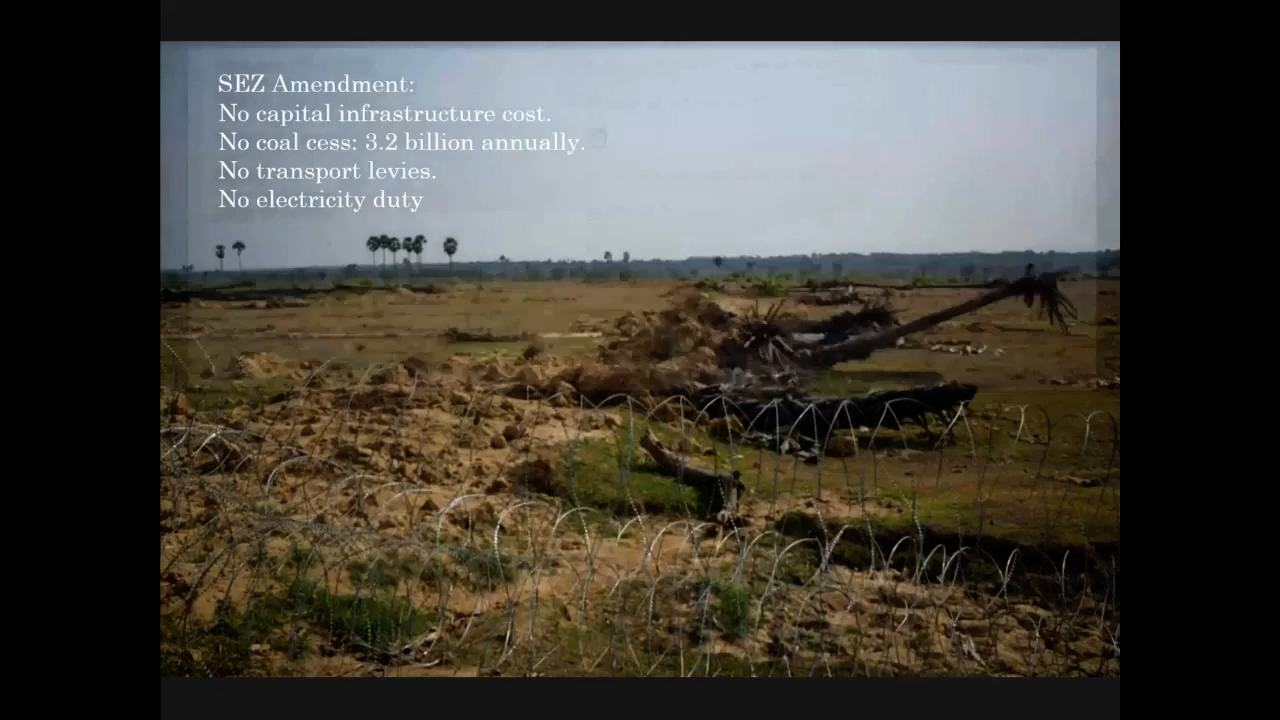 SEZ Amendment:
No capital infrastructure cost.
No coal cess: 3.2 billion annually.
No transport levies.
No electricity duty